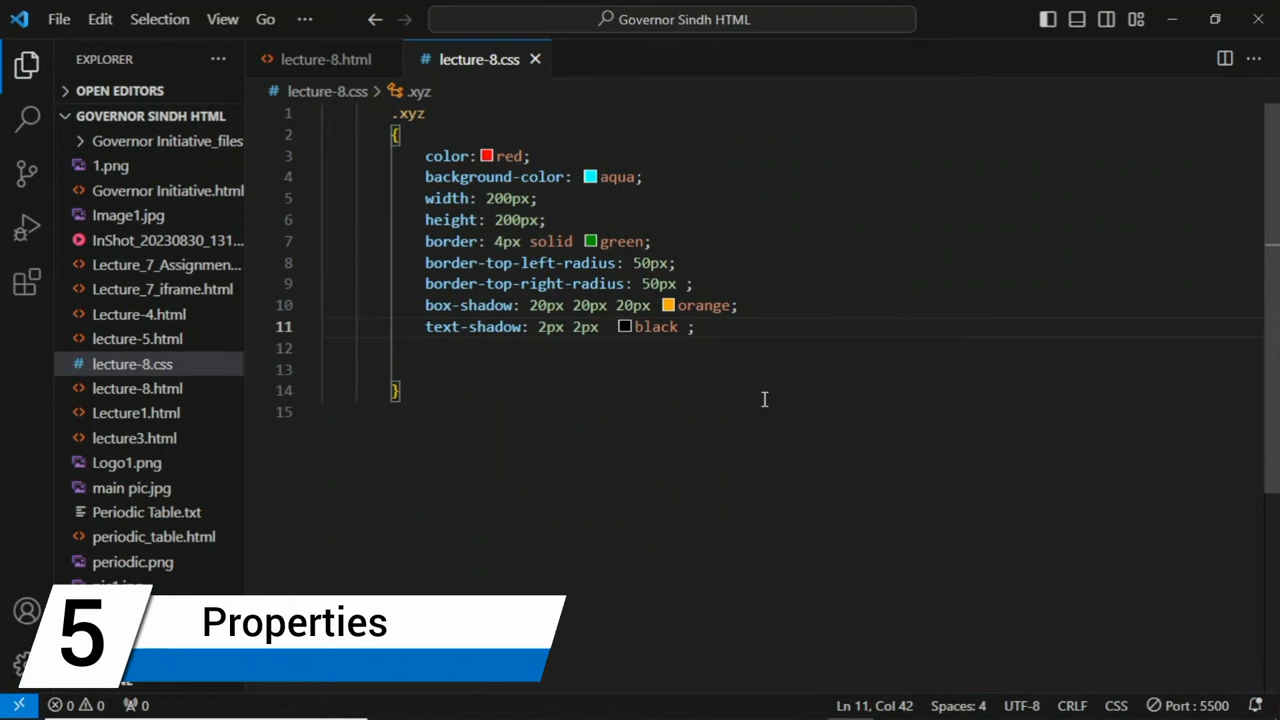 File Edit Selection View Go ...
Governor Sindh HTML
EXPLORER ...
lecture-8.html
# lecture-8.css
OPEN EDITORS
# lecture-8.css > .xyz
GOVERNOR SINDH HTML
Governor Initiative_files
1.png
Governor Initiative.html
Image1.jpg
InShot_20230830_131...
Lecture_7_Assignmen...
Lecture_7_iframe.html
Lecture-4.html
lecture-5.html
# lecture-8.css
lecture-8.html
Lecture1.html
lecture3.html
Logo1.png
main pic.jpg
Periodic Table.txt
periodic_table.html
periodic.png
1 .xyz
2 {
3 color: red;
4 background-color: aqua;
5 width: 200px;
6 height: 200px;
7 border: 4px solid green;
8 border-top-left-radius: 50px;
9 border-top-right-radius: 50px ;
10 box-shadow: 20px 20px 20px orange;
11 text-shadow: 2px 2px black ;
12
13
14 }
15
5 Properties
0 0 0
Ln 11, Col 42 Spaces: 4 UTF-8 CRLF CSS Port : 5500